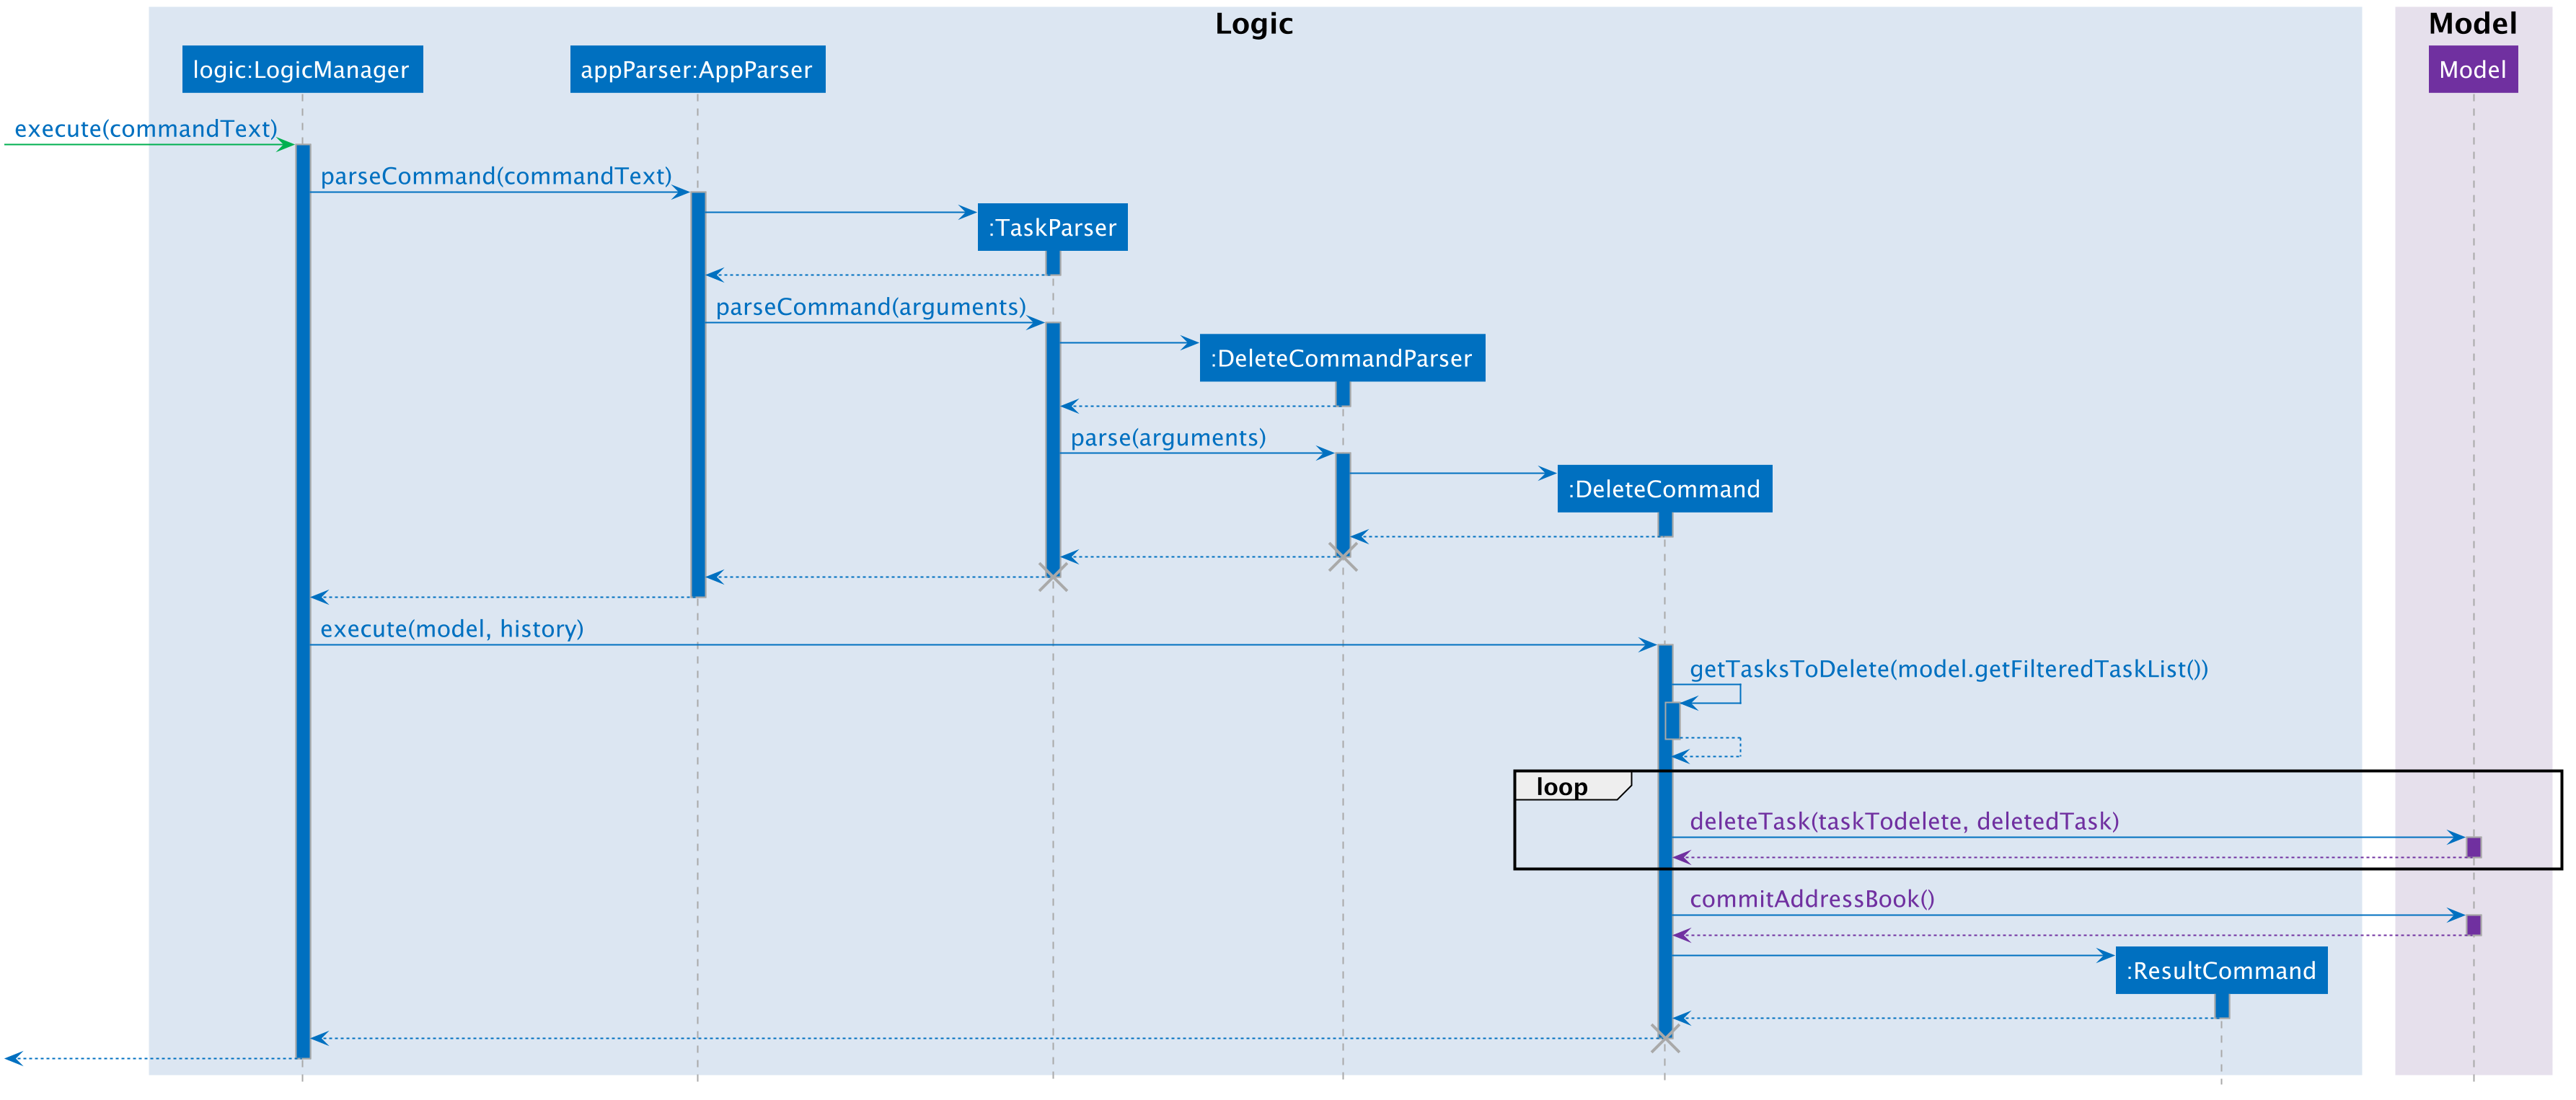 Logic
Model
logic:LogicManager
appParser:AppParser
Model
execute(commandText)
parseCommand(commandText)
:TaskParser
parseCommand(arguments)
:DeleteCommandParser
parse(arguments)
:DeleteCommand
execute(model, history)
getTasksToDelete(model.getFilteredTaskList())
loop
deleteTask(taskTodelete, deletedTask)
commitAddressBook()
:ResultCommand